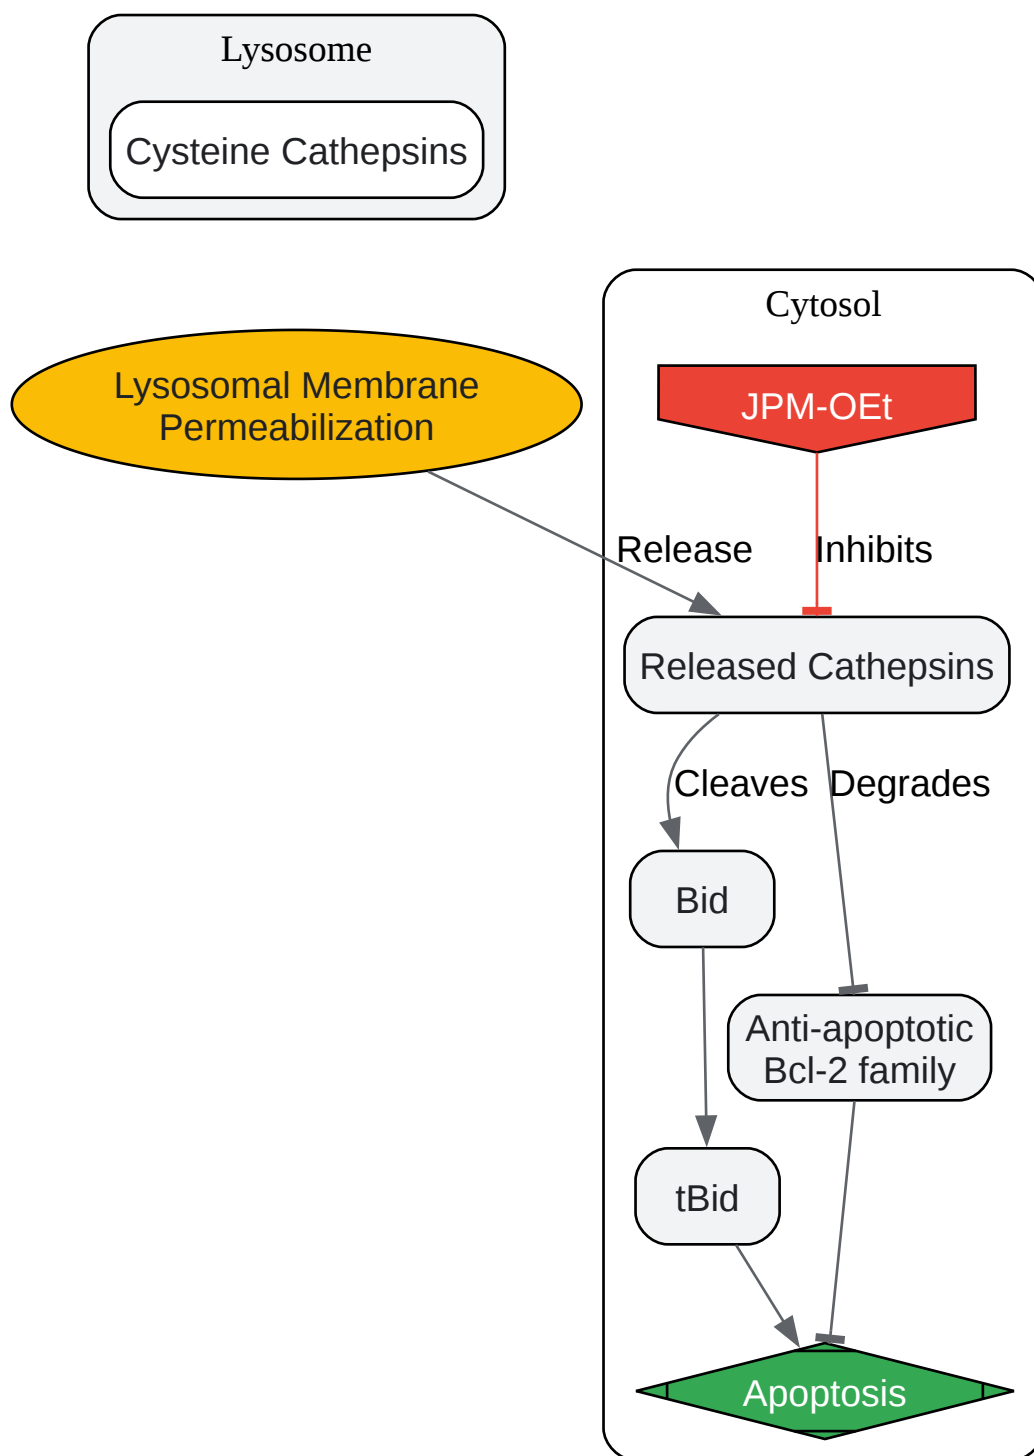 Lysosome
Cysteine Cathepsins
Cytosol
Lysosomal Membrane
Permeabilization
JPM-OEt
Release
Inhibits
Released Cathepsins
Cleaves
Degrades
Bid
Anti-apoptotic
Bcl-2 family
tBid
Apoptosis